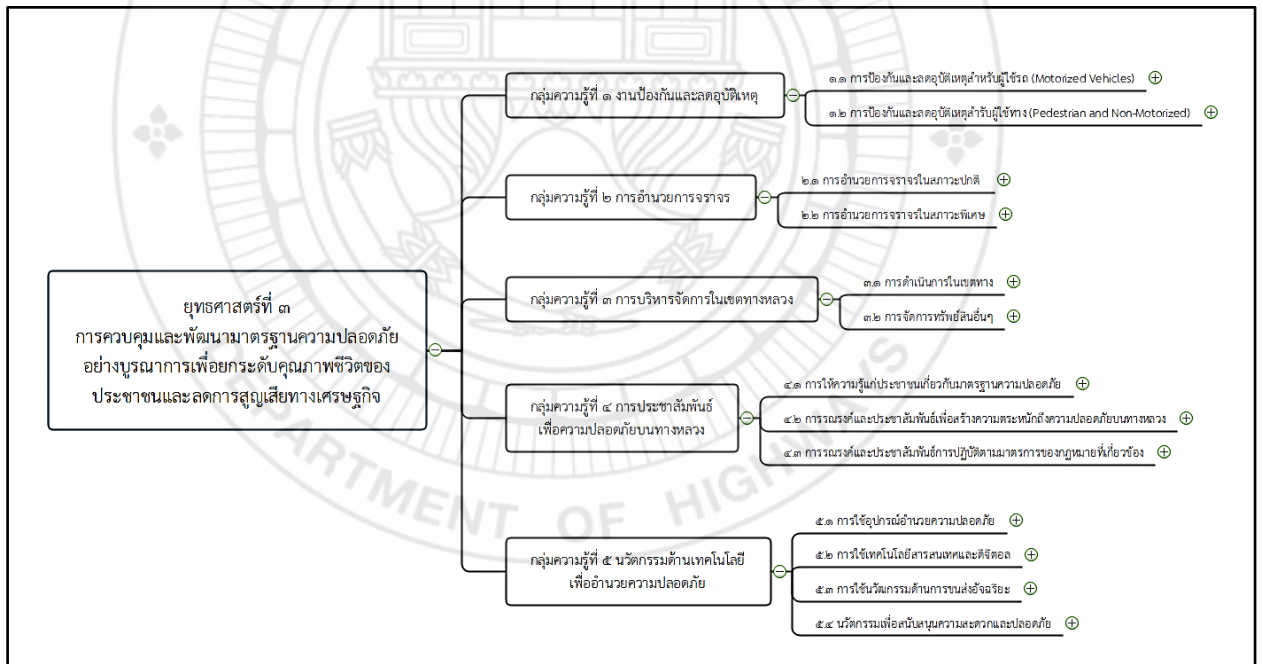 ยุทธศาสตร์ที่ ๓
การควบคุมและพัฒนามาตรฐานความปลอดภัย
อย่างบูรณาการเพื่อยกระดับคุณภาพชีวิตของ
ประชาชนและลดการสูญเสียทางเศรษฐกิจ
กลุ่มความรู้ที่ ๑ งานป้องกันและลดอุบัติเหตุ
๑.๑ การป้องกันและลดอุบัติเหตุสำหรับผู้ใช้รถ (Motorized Vehicles)
๑.๒ การป้องกันและลดอุบัติเหตุสำรับผู้ใช้ทาง (Pedestrian and Non-Motorized)
กลุ่มความรู้ที่ ๒ การอำนวยการจราจร
๒.๑ การอำนวยการจราจรในสภาวะปกติ
๒.๒ การอำนวยการจราจรในสภาวะพิเศษ
กลุ่มความรู้ที่ ๓ การบริหารจัดการในเขตทางหลวง
๓.๑ การดำเนินการในเขตทาง
๓.๒ การจัดการทรัพย์สินอื่นๆ
กลุ่มความรู้ที่ ๔ การประชาสัมพันธ์
เพื่อความปลอดภัยบนทางหลวง
๔.๑ การให้ความรู้แก่ประชาชนเกี่ยวกับมาตรฐานความปลอดภัย
๔.๒ การรณรงค์และประชาสัมพันธ์เพื่อสร้างความตระหนักถึงความปลอดภัยบนทางหลวง
๔.๓ การรณรงค์และประชาสัมพันธ์การปฏิบัติตามมาตรการของกฎหมายที่เกี่ยวข้อง
กลุ่มความรู้ที่ ๕ นวัตกรรมด้านเทคโนโลยี
เพื่ออำนวยความปลอดภัย
๕.๑ การใช้อุปกรณ์อำนวยความปลอดภัย
๕.๒ การใช้เทคโนโลยีสารสนเทศและดิจิตอล
๕.๓ การใช้นวัฒกรรมด้านการขนส่งอัจฉริยะ
๕.๔ นวัตกรรมเพื่อสนับสนุนความสะดวกและปลอดภัย
DEPARTMENT OF HIGHWAYS